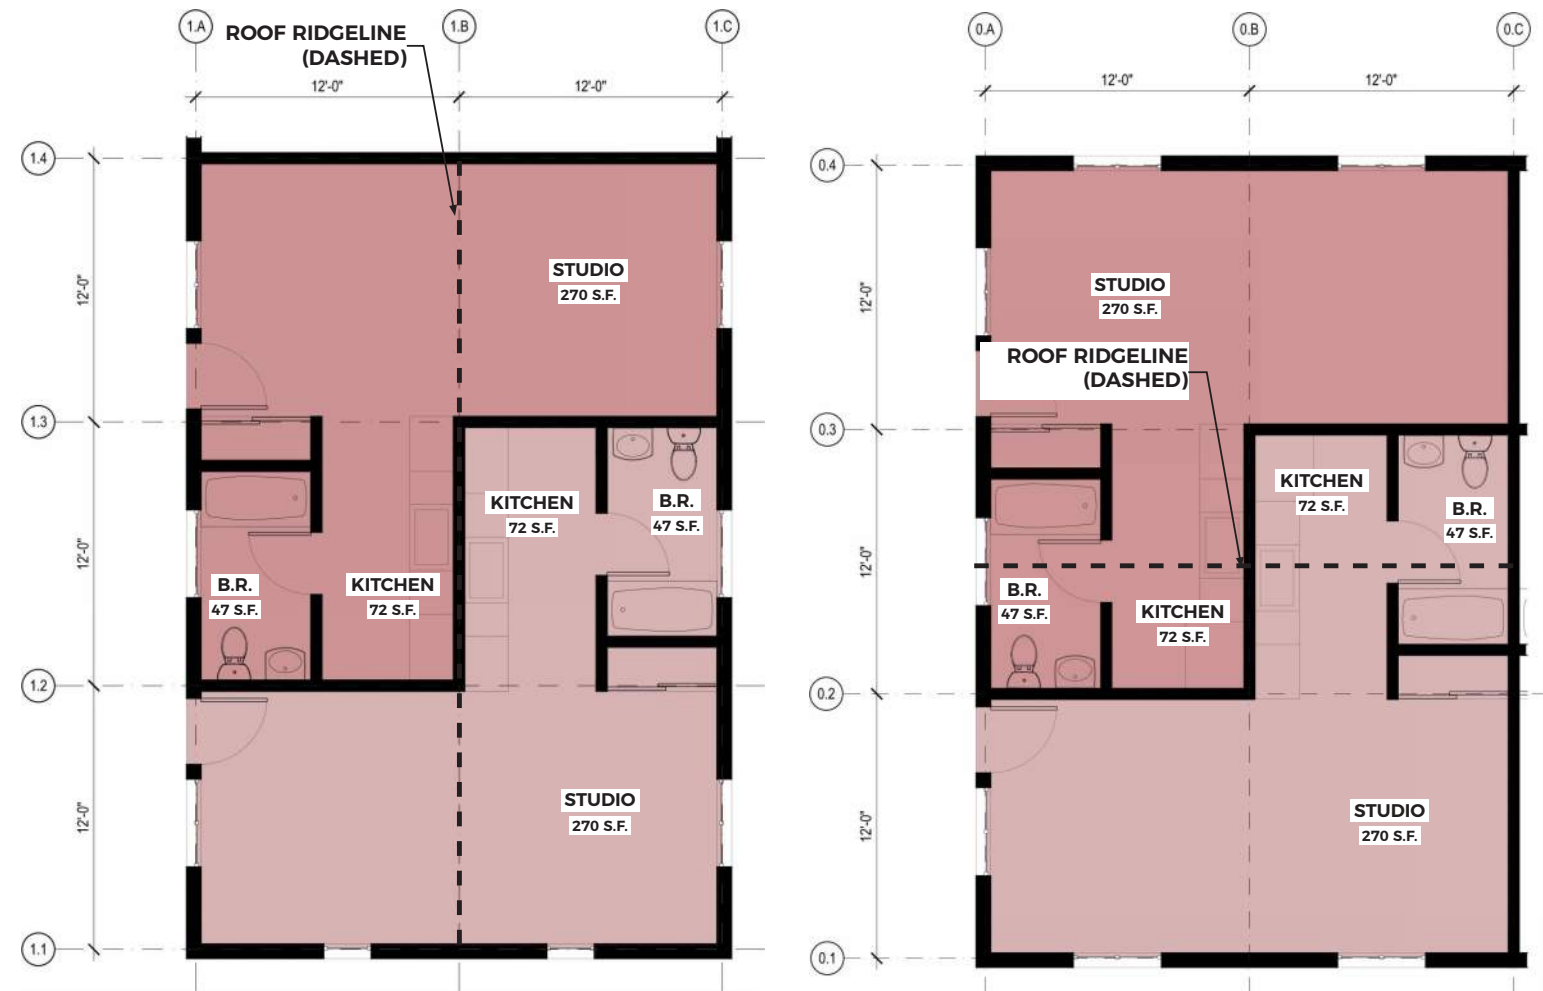 1.A
1.B
1.C
ROOF RIDGELINE
(DASHED)
12'-0"
12'-0"
1.4
12'-0"
STUDIO
270 S.F.
1.3
12'-0"
KITCHEN
72 S.F.
B.R.
47 S.F.
B.R.
47 S.F.
KITCHEN
72 S.F.
1.2
12'-0"
STUDIO
270 S.F.
1.1
0.A
0.B
0.C
12'-0"
12'-0"
0.4
12'-0"
STUDIO
270 S.F.
ROOF RIDGELINE
(DASHED)
0.3
12'-0"
KITCHEN
72 S.F.
B.R.
47 S.F.
B.R.
47 S.F.
KITCHEN
72 S.F.
0.2
12'-0"
STUDIO
270 S.F.
0.1